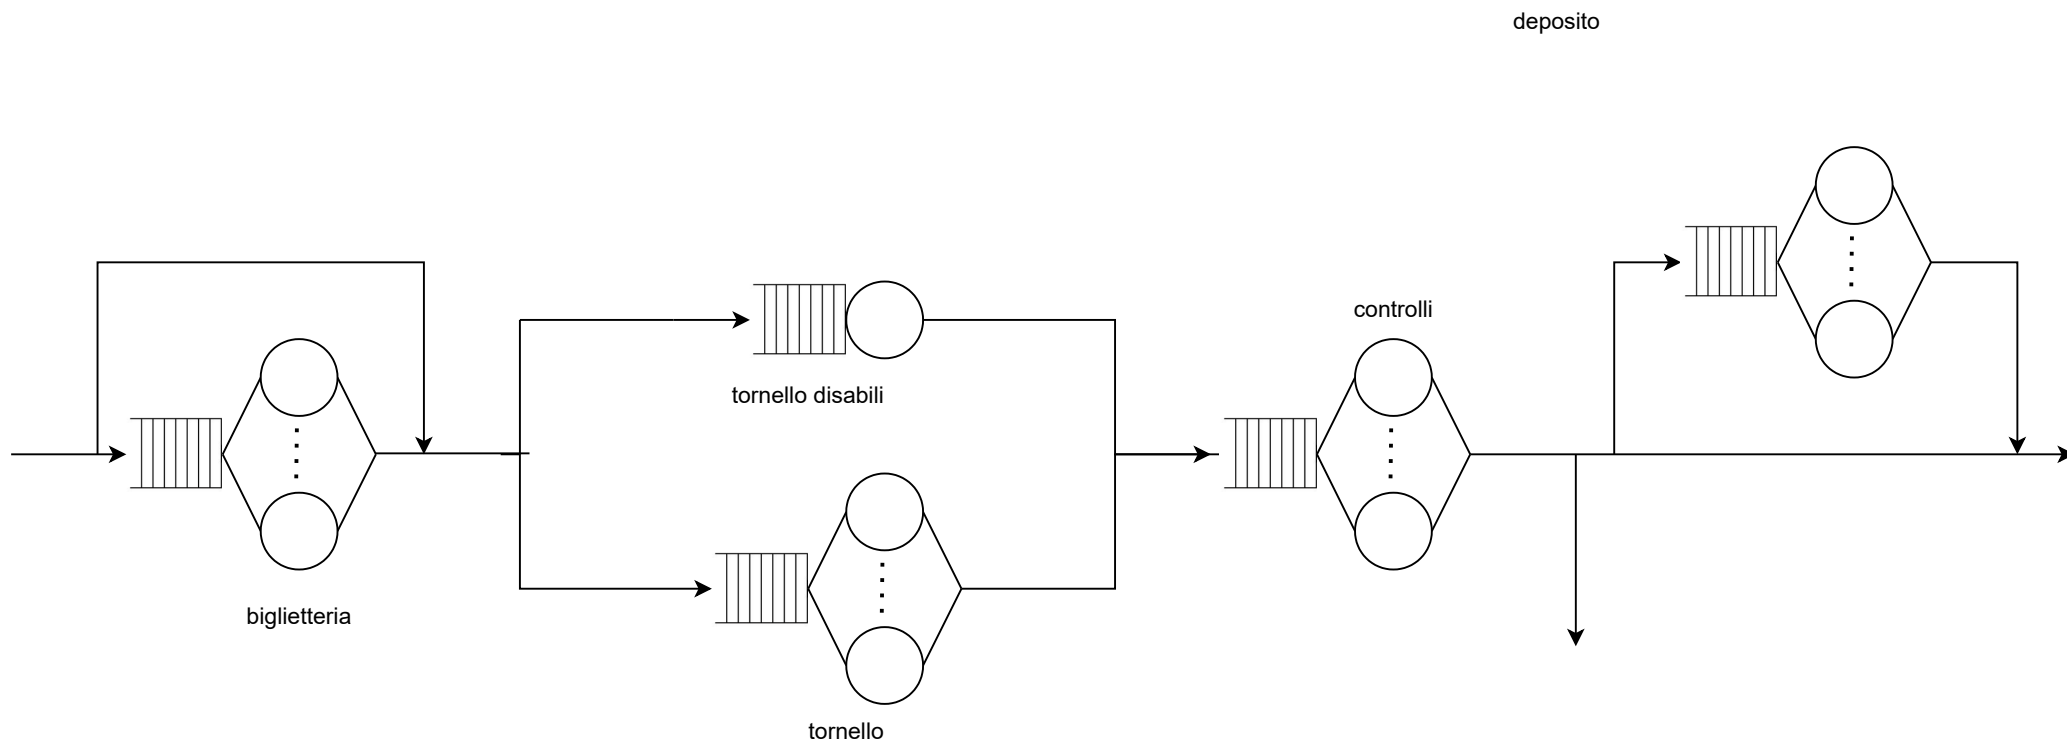 deposito
controlli
tornello disabili
biglietteria
tornello